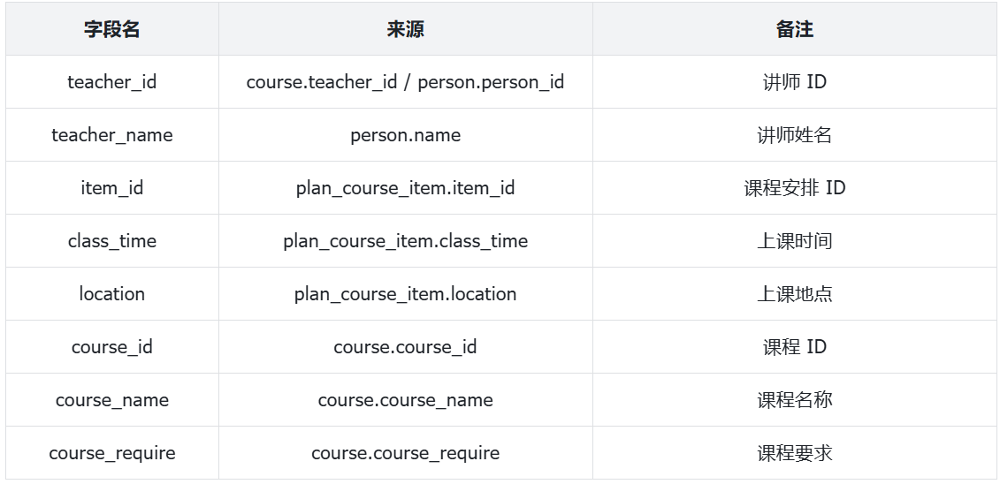 字段名 来源 备注
teacher_id course.teacher_id / person.person_id 讲师 ID
teacher_name person.name 讲师姓名
item_id plan_course_item.item_id 课程安排 ID
class_time plan_course_item.class_time 上课时间
location plan_course_item.location 上课地点
course_id course.course_id 课程 ID
course_name course.course_name 课程名称
course_require course.course_require 课程要求